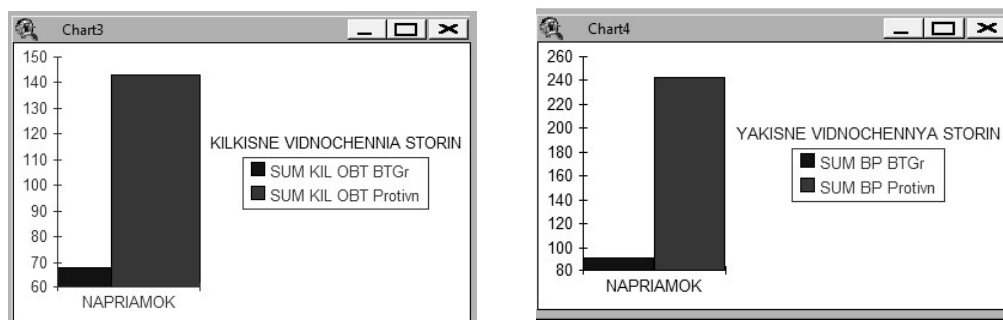 Chart3
150
140
130
120
110
100
90
80
70
60
NAPRIAMOK
KILKISNE VIDNOCHENNIA STORIN
SUM KIL OBT BTGr
SUM KIL OBT Protivn
Chart4
260
240
220
200
180
160
140
120
100
80
NAPRIAMOK
YAKISNE VIDNOCHENNYA STORIN
SUM BP BTGr
SUM BP Protivn